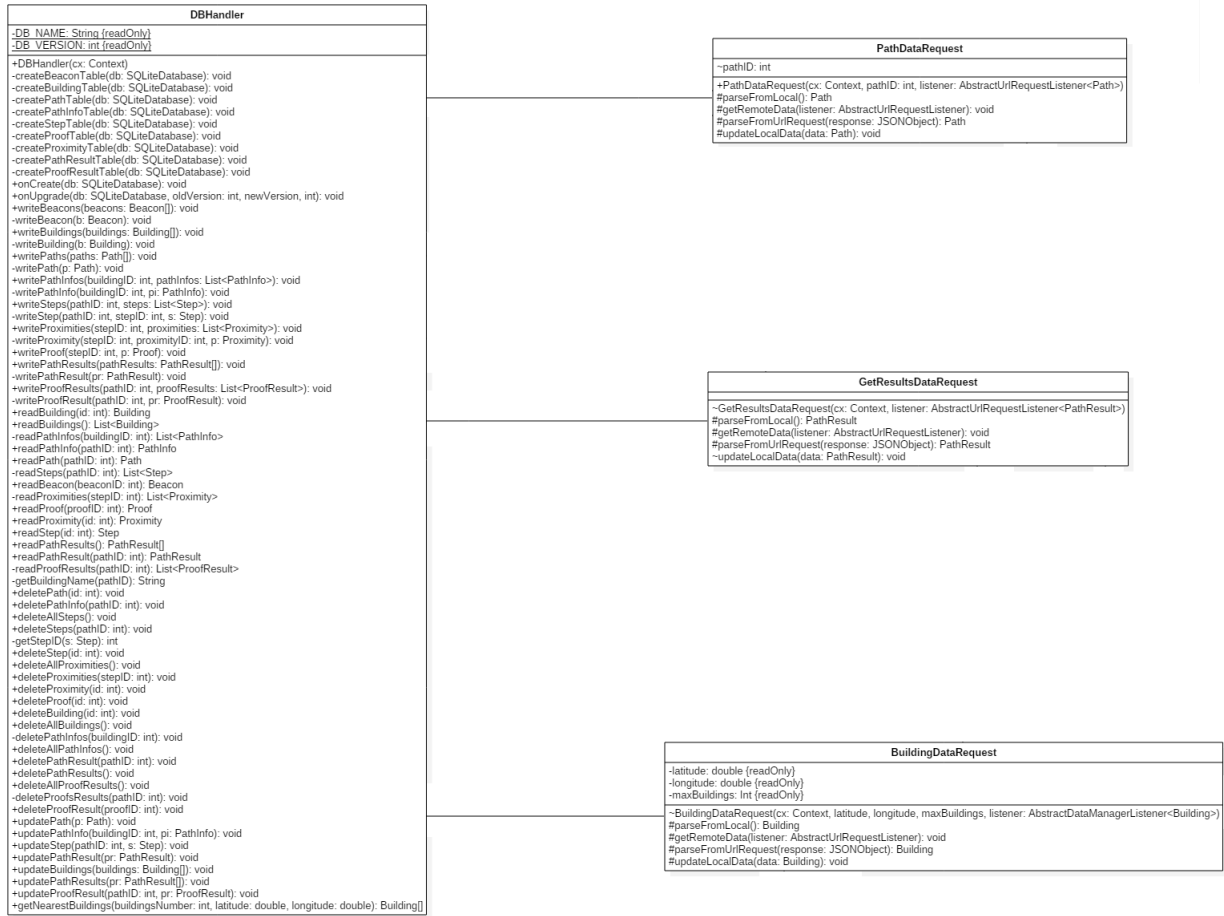 DBHandler
-DB_NAME: String {readOnly}
-DB_VERSION: int {readOnly}
+DBHandler(cx: Context)
-createBeaconTable(db: SQLiteDatabase): void
-createBuildingTable(db: SQLiteDatabase): void
-createPathTable(db: SQLiteDatabase): void
-createPathInfoTable(db: SQLiteDatabase): void
-createStepTable(db: SQLiteDatabase): void
-createProofTable(db: SQLiteDatabase): void
-createProximityTable(db: SQLiteDatabase): void
-createPathResultTable(db: SQLiteDatabase): void
-createProofResultTable(db: SQLiteDatabase): void
+onCreate(db: SQLiteDatabase): void
+onUpgrade(db: SQLiteDatabase, oldVersion: int, newVersion, int): void
+writeBeacons(beacons: Beacon[]): void
-writeBeacon(b: Beacon): void
+writeBuildings(buildings: Building[]): void
-writeBuilding(b: Building): void
+writePaths(paths: Path[]): void
-writePath(p: Path): void
+writePathInfos(buildingID: int, pathInfos: List<PathInfo>): void
-writePathInfo(buildingID: int, pi: PathInfo): void
+writeSteps(pathID: int, steps: List<Step>): void
-writeStep(pathID: int, stepID: int, s: Step): void
+writeProximities(stepID: int, proximities: List<Proximity>): void
-writeProximity(stepID: int, proximityID: int, p: Proximity): void
+writeProof(stepID: int, p: Proof): void
+writePathResults(pathResults: PathResult[]): void
-writePathResult(pr: PathResult): void
+writeProofResults(pathID: int, proofResults: List<ProofResult>): void
-writeProofResult(pathID: int, pr: ProofResult): void
+readBuilding(id: int): Building
+readBuildings(): List<Building>
-readPathInfos(buildingID: int): List<PathInfo>
+readPathInfo(pathID: int): PathInfo
+readPath(pathID: int): Path
-readSteps(pathID: int): List<Step>
+readBeacon(beaconID: int): Beacon
-readProximities(stepID: int): List<Proximity>
+readProof(proofID: int): Proof
+readProximity(id: int): Proximity
+readStep(id: int): Step
+readPathResults(): PathResult[]
+readPathResult(pathID: int): PathResult
-readProofResults(pathID: int): List<ProofResult>
-getBuildingName(pathID): String
+deletePath(id: int): void
+deletePathInfo(pathID: int): void
+deleteAllSteps(): void
+deleteSteps(pathID: int): void
-getStepID(s: Step): int
+deleteStep(id: int): void
+deleteAllProximities(): void
+deleteProximities(stepID: int): void
+deleteProximity(id: int): void
+deleteProof(id: int): void
+deleteBuilding(id: int): void
+deleteAllBuildings(): void
-deletePathInfos(buildingID: int): void
+deleteAllPathInfos(): void
+deletePathResult(pathID: int): void
+deletePathResults(): void
+deleteAllProofResults(): void
-deleteProofsResults(pathID: int): void
+deleteProofResult(proofID: int): void
+updatePath(p: Path): void
+updatePathInfo(buildingID: int, pi: PathInfo): void
+updateStep(pathID: int, s: Step): void
+updatePathResult(pr: PathResult): void
+updateBuildings(buildings: Building[]): void
+updatePathResults(pr: PathResult[]): void
+updateProofResult(pathID: int, pr: ProofResult): void
+getNearestBuildings(buildingsNumber: int, latitude: double, longitude: double): Building[]
PathDataRequest
~pathID: int
+PathDataRequest(cx: Context, pathID: int, listener: AbstractUrlRequestListener<Path>)
#parseFromLocal(): Path
#getRemoteData(listener: AbstractUrlRequestListener): void
#parseFromUrlRequest(response: JSONObject): Path
#updateLocalData(data: Path): void
GetResultsDataRequest
~GetResultsDataRequest(cx: Context, listener: AbstractUrlRequestListener<PathResult>)
#parseFromLocal(): PathResult
#getRemoteData(listener: AbstractUrlRequestListener): void
#parseFromUrlRequest(response: JSONObject): PathResult
~updateLocalData(data: PathResult): void
BuildingDataRequest
-latitude: double {readOnly}
-longitude: double {readOnly}
-maxBuildings: Int {readOnly}
~BuildingDataRequest(cx: Context, latitude, longitude, maxBuildings, listener: AbstractDataManagerListener<Building>)
#parseFromLocal(): Building
#getRemoteData(listener: AbstractUrlRequestListener): void
#parseFromUrlRequest(response: JSONObject): Building
#updateLocalData(data: Building): void